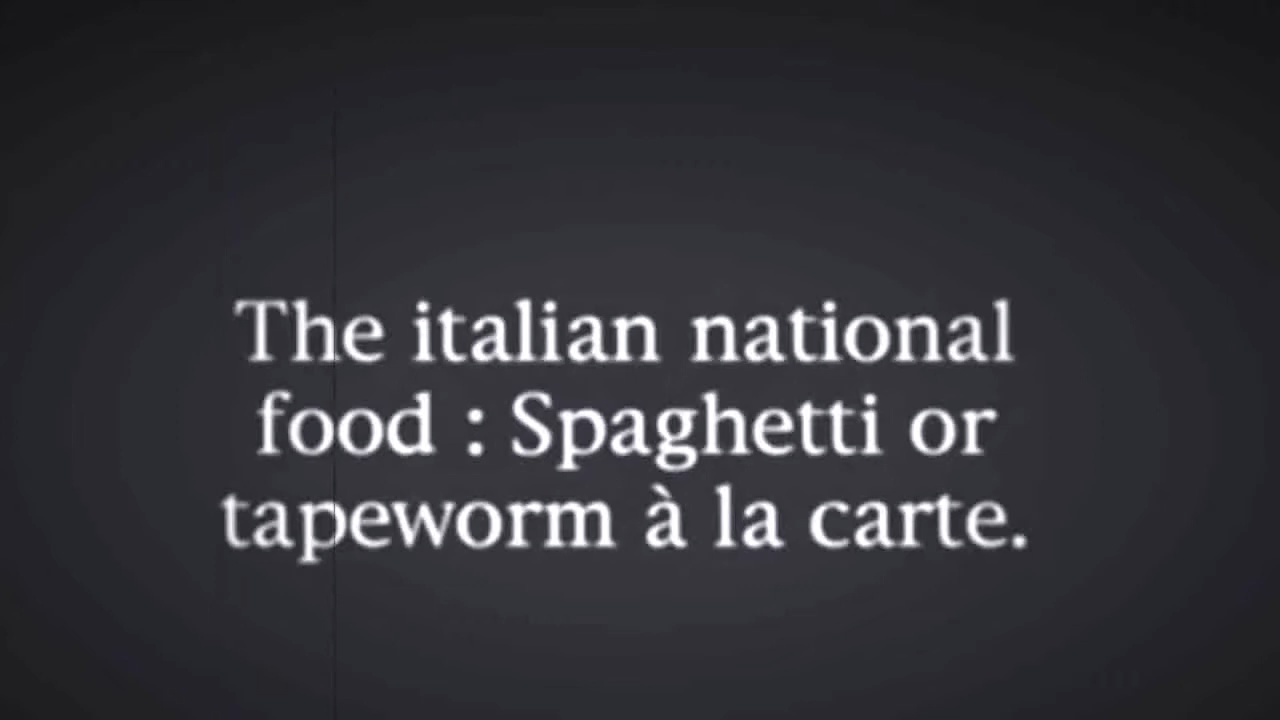 The italian national
food : Spaghetti or
tapeworm à la carte.